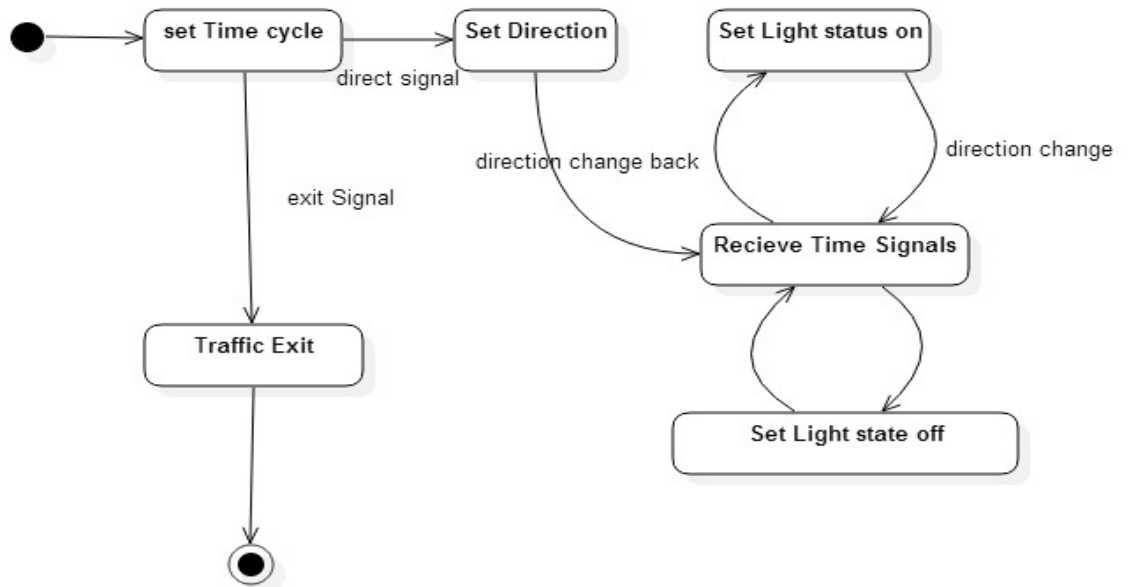 set Time cycle
Set Direction
Set Light status on
direct signal
direction change back
direction change
exit Signal
Recieve Time Signals
Traffic Exit
Set Light state off